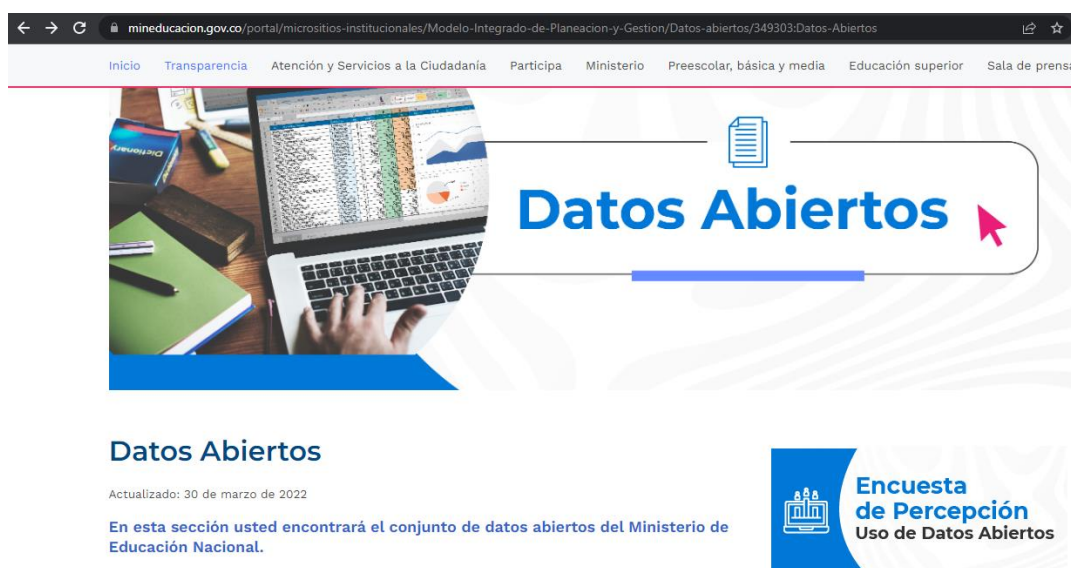 mineducacion.gov.co/portal/micrositios-institucionales/Modelo-Integrado-de-Planeacion-y-Gestion/Datos-abiertos/349303:Datos-Abiertos
Inicio Transparencia Atención y Servicios a la Ciudadanía Participa Ministerio Preescolar, básica y media Educación superior Sala de prensa
Dictionary
Datos Abiertos
Datos Abiertos
Actualizado: 30 de marzo de 2022
En esta sección usted encontrará el conjunto de datos abiertos del Ministerio de
Educación Nacional.
Encuesta
de Percepción
Uso de Datos Abiertos